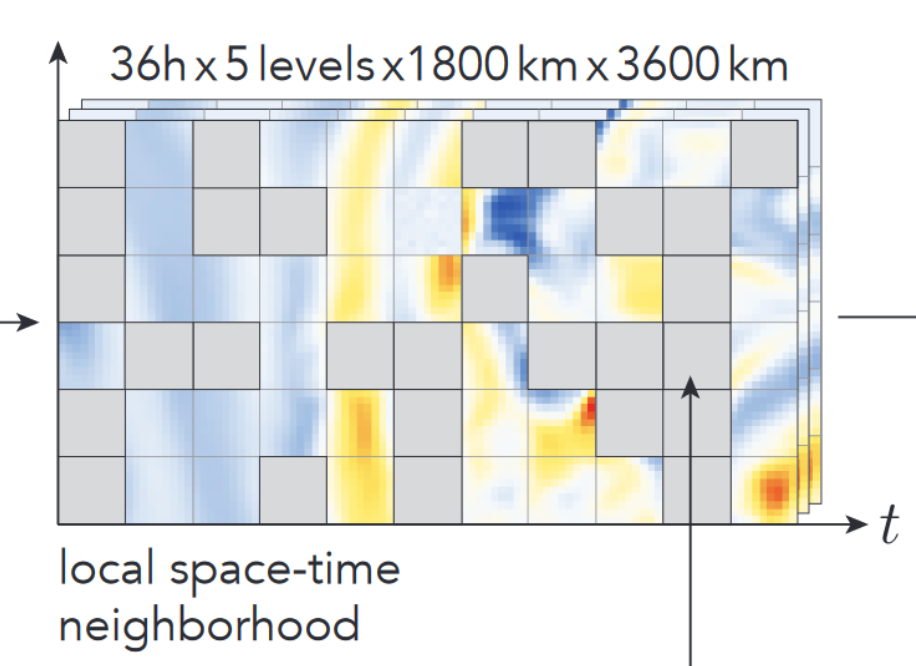 36h x 5 levels x 1800 km x 3600 km
t
local space-time
neighborhood